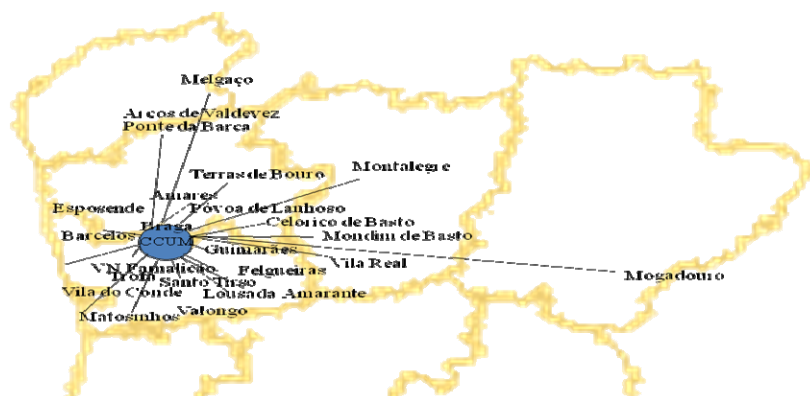 Melgaço
Arcos de Valdevez
Ponte da Barca
Montalegre
Terras de Bouro
Amares
Esposende
Póvoa de Lanhoso
Celorico de Basto
Braga
Barcelos
Mondim de Basto
CCUM
Guimarães
Vila Real
VN Famalicão
Felgueiras
Mogadouro
Trofa
Santo Tirso
Vila do Conde
Lousada
Amarante
Valongo
Matosinhos